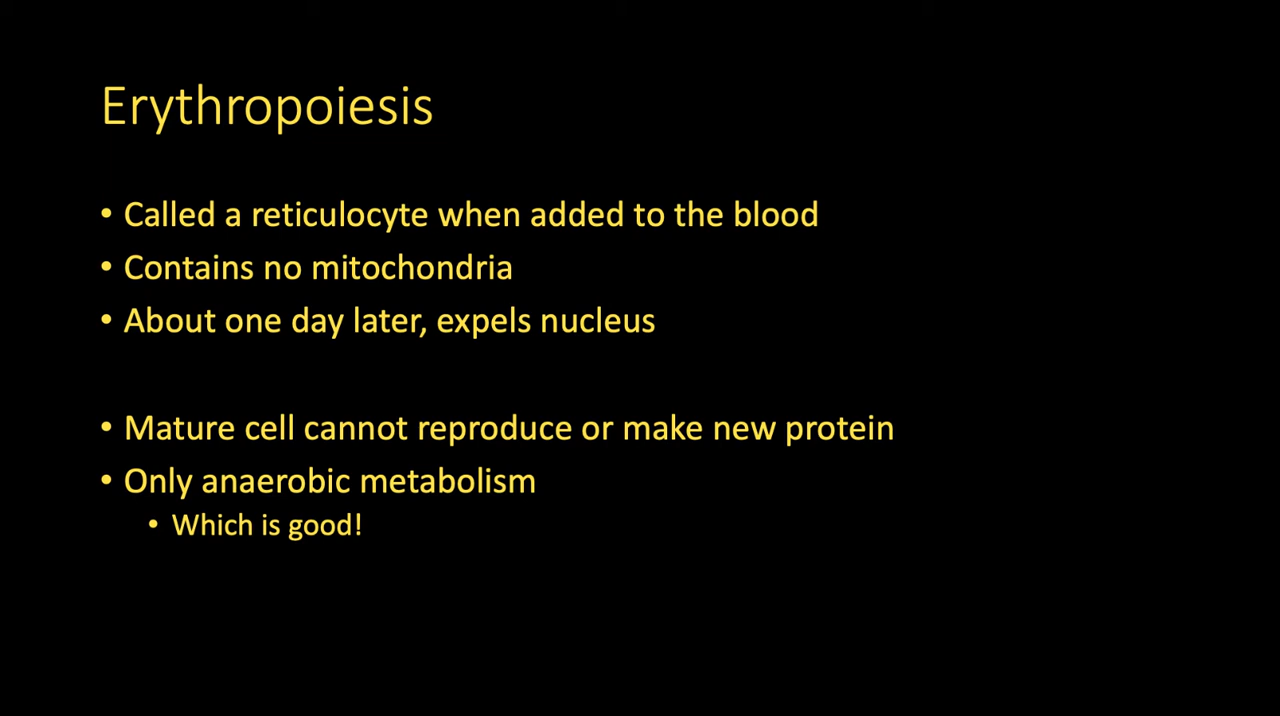 Erythropoiesis
• Called a reticulocyte when added to the blood
• Contains no mitochondria
• About one day later, expels nucleus
• Mature cell cannot reproduce or make new protein
• Only anaerobic metabolism
• Which is good!